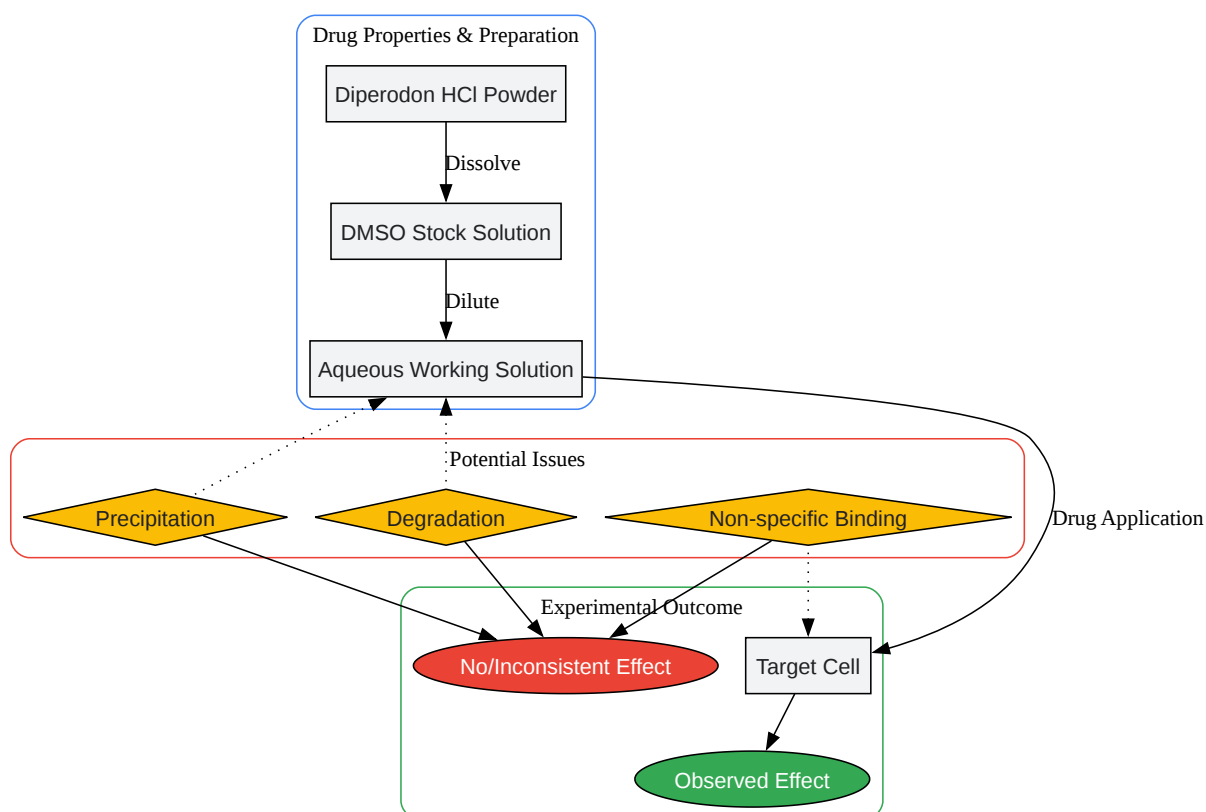 Drug Properties & Preparation
Diperodon HCl Powder
Dissolve
DMSO Stock Solution
Dilute
Aqueous Working Solution
Potential Issues
Precipitation
Degradation
Non-specific Binding
Drug Application
Experimental Outcome
No/Inconsistent Effect
Target Cell
Observed Effect